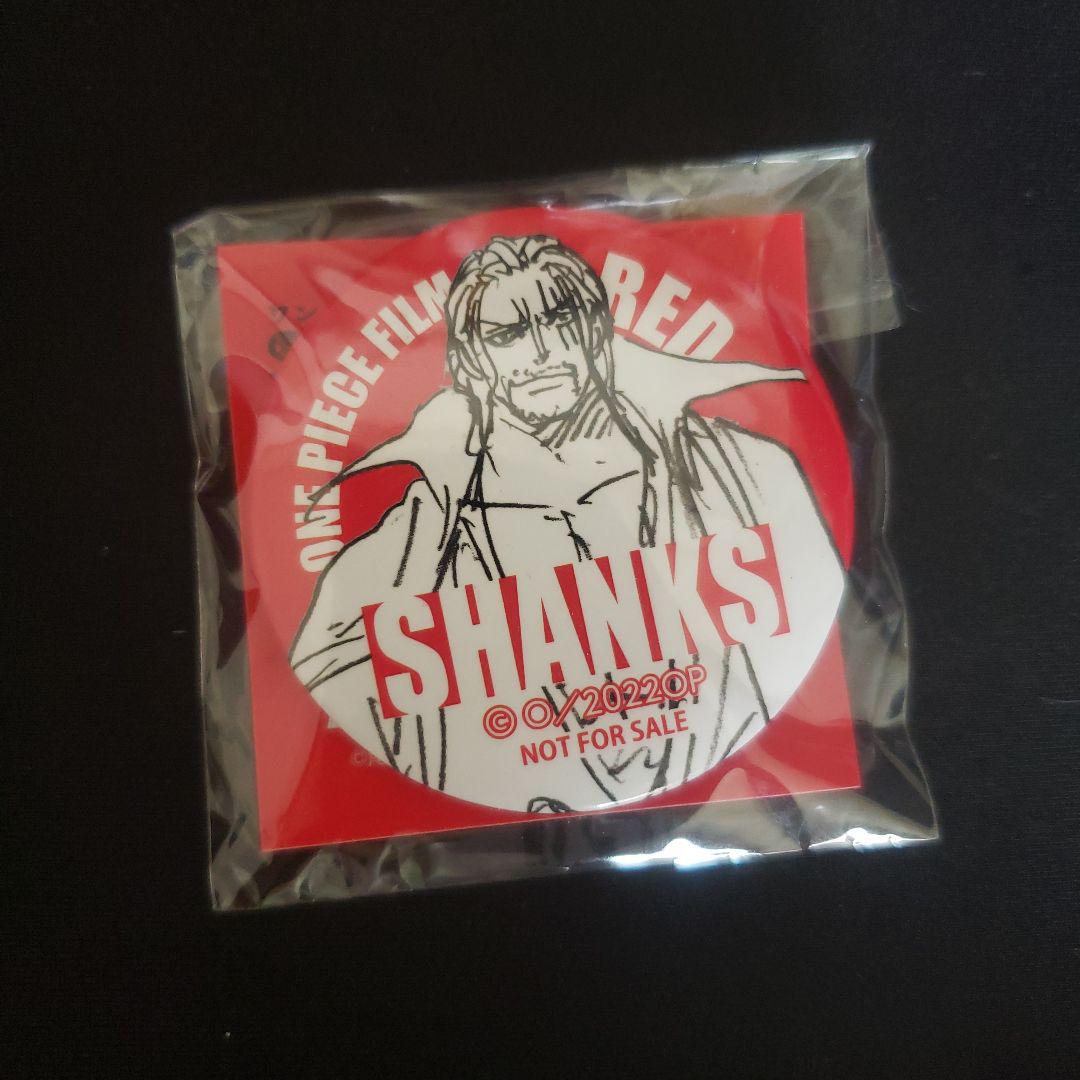 ONE PIECE FILM RED
SHANKS
© O/2022OP
NOT FOR SALE